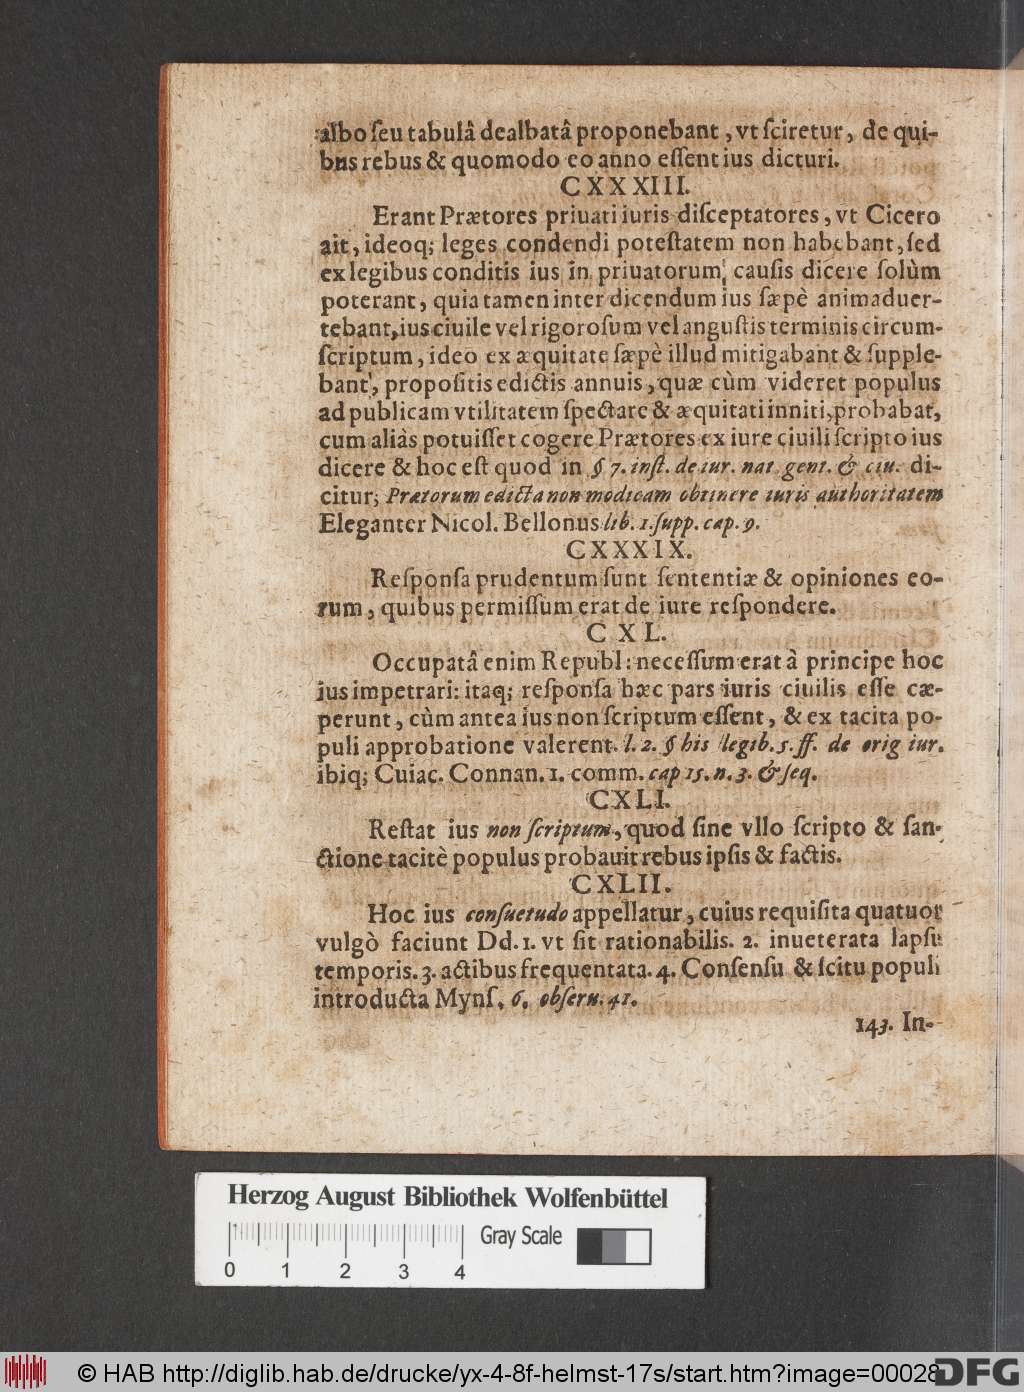 albo ſeu tabulâ dealbatâ proponebant, vt ſciretur, de qui-
bus rebus & quomodo eo anno eſſent ius dicturi.
CXXXIII.
Erant Prætores priuati iuris diſceptatores, vt Cicero
ait, ideoq; leges condendi poteſtatem non habebant, ſed
ex legibus conditis ius in priuatorum cauſis dicere ſolùm
poterant, quia tamen inter dicendum ius ſæpè animaduer-
tebant, ius ciuile vel rigoroſum vel anguſtis terminis circum-
ſcriptum, ideo ex æquitate ſæpè illud mitigabant & ſupple-
bant, propoſitis edictis annuis, quæ cùm videret populus
ad publicam vtilitatem ſpectare & æquitati inniti, probabat,
cum aliàs potuiſſet cogere Prætores ex iure ciuili ſcripto ius
dicere & hoc eſt quod in § 7. inſt. de iur. nat. gent. & ciu. di-
citur; Prætorum edicta non modicam obtinere iuris authoritatem
Eleganter Nicol. Bellonus lib. 1. ſupp. cap. 9.
CXXXIX.
Reſponſa prudentum ſunt ſententiæ & opiniones eo-
rum, quibus permiſſum erat de iure reſpondere.
CXL.
Occupatâ enim Republ: neceſſum erat à principe hoc
ius impetrari: itaq; reſponſa hæc pars iuris ciuilis eſſe cæ-
perunt, cùm antea ius non ſcriptum eſſent, & ex tacita po-
puli approbatione valerent. l. 2. § his legib. 5. ff. de orig iur.
ibiq; Cuiac. Connan. 1. comm. cap 15. n. 3. & ſeq.
CXLI.
Reſtat ius non ſcriptum, quod ſine vllo ſcripto & ſan-
ctione tacitè populus probauit rebus ipſis & factis.
CXLII.
Hoc ius conſuetudo appellatur, cuius requiſita quatuor
vulgò faciunt Dd. 1. vt ſit rationabilis. 2. inueterata lapſu
temporis. 3. actibus frequentata. 4. Conſenſu & ſcitu populi
introducta Mynſ. 6. obſeru. 41.
143. In-
Herzog August Bibliothek Wolfenbüttel
Gray Scale
0 1 2 3 4
© HAB http://diglib.hab.de/drucke/yx-4-8f-helmst-17s/start.htm?image=00028
DFG